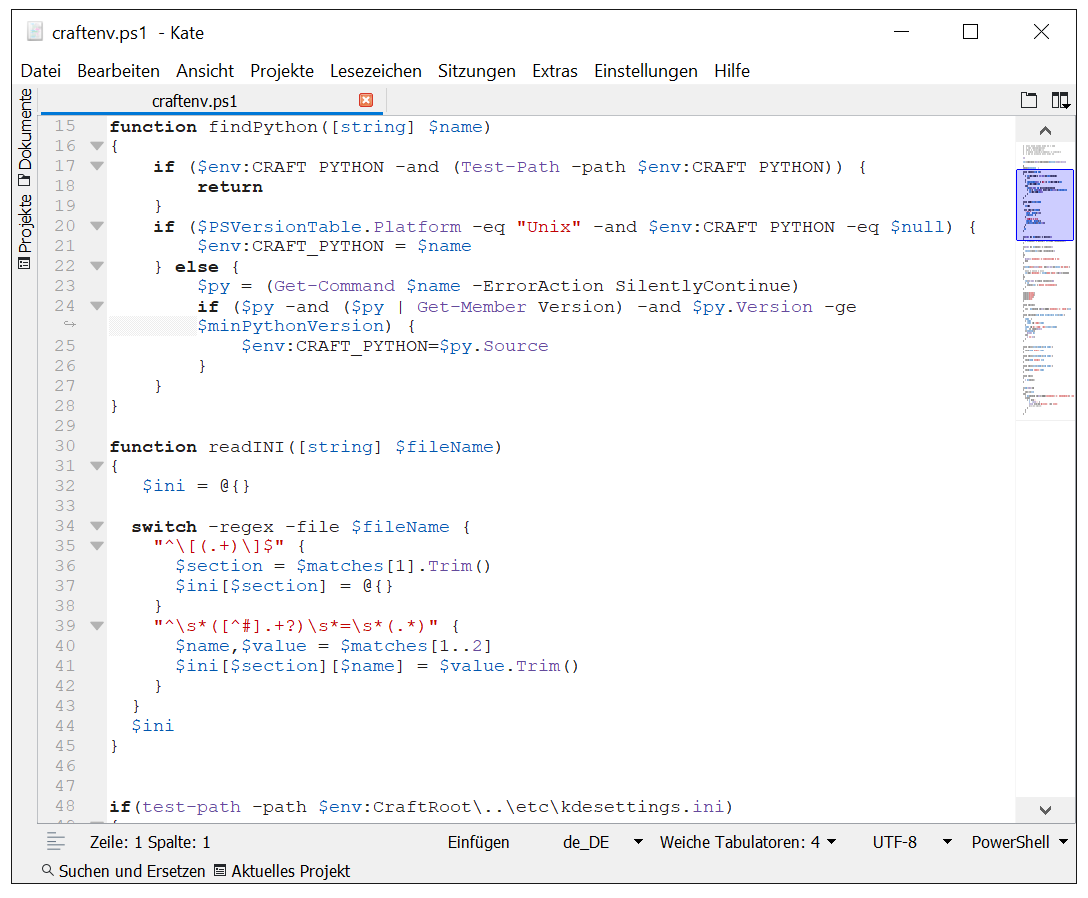 craftenv.ps1 - Kate
Datei Bearbeiten Ansicht Projekte Lesezeichen Sitzungen Extras Einstellungen Hilfe
Dokumente
Projekte
craftenv.ps1
15 function findPython([string] $name)
16 {
17     if ($env:CRAFT_PYTHON -and (Test-Path -path $env:CRAFT_PYTHON)) {
18         return
19     }
20     if ($PSVersionTable.Platform -eq "Unix" -and $env:CRAFT_PYTHON -eq $null) {
21         $env:CRAFT_PYTHON = $name
22     } else {
23         $py = (Get-Command $name -ErrorAction SilentlyContinue)
24         if ($py -and ($py | Get-Member Version) -and $py.Version -ge
$minPythonVersion) {
25             $env:CRAFT_PYTHON=$py.Source
26         }
27     }
28 }
29
30 function readINI([string] $fileName)
31 {
32    $ini = @{}
33
34   switch -regex -file $fileName {
35     "^\[(.+)\]$" {
36       $section = $matches[1].Trim()
37       $ini[$section] = @{}
38     }
39     "^\s*([^#].+?)\s*=\s*(.*)" {
40       $name,$value = $matches[1..2]
41       $ini[$section][$name] = $value.Trim()
42     }
43   }
44   $ini
45 }
46
47
48 if(test-path -path $env:CraftRoot\..\etc\kdesettings.ini)
Zeile: 1 Spalte: 1 Einfügen de_DE Weiche Tabulatoren: 4 UTF-8 PowerShell
Suchen und Ersetzen Aktuelles Projekt